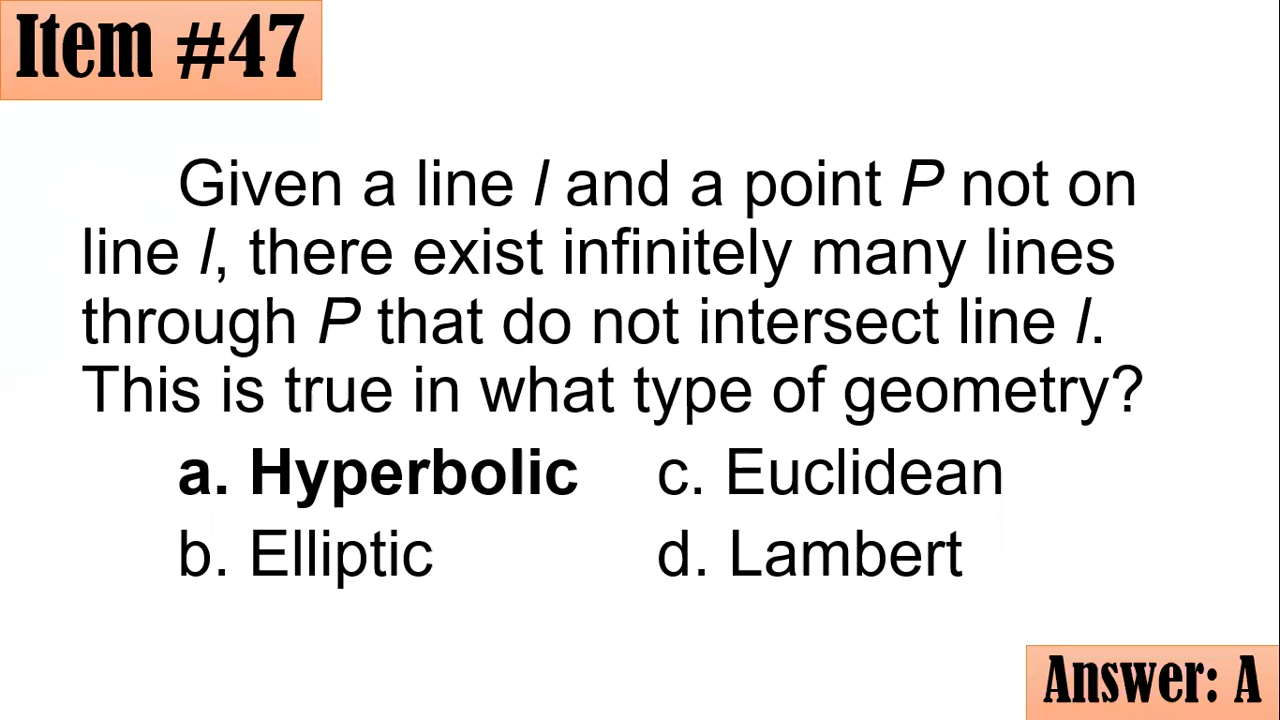 Item #47
Given a line l and a point P not on
line l, there exist infinitely many lines
through P that do not intersect line l.
This is true in what type of geometry?
a. Hyperbolic c. Euclidean
b. Elliptic d. Lambert
Answer: A